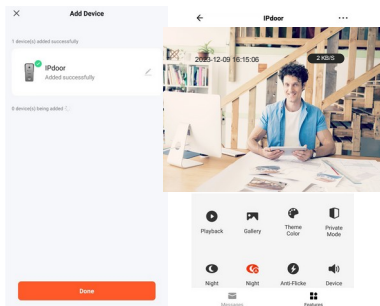 Add Device
1 device(s) added successfully
IPdoor
Added successfully
0 device(s) being added
Done
IPdoor
2023-12-09 16:15:06
2 KB/S
Playback
Gallery
Theme Color
Private Mode
Night
Night
Anti-Flicke
Device
Messages
Features